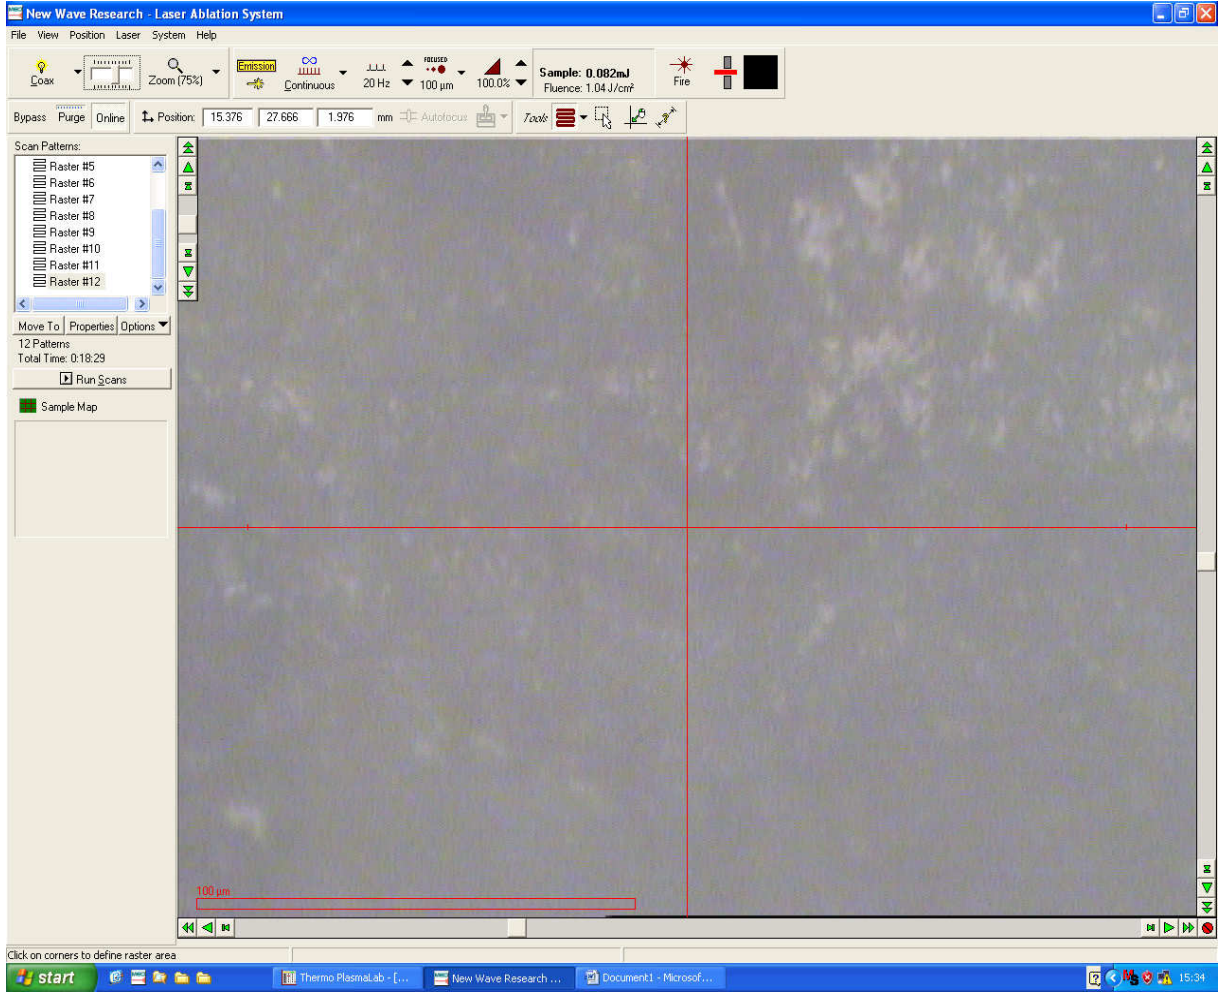 New Wave Research - Laser Ablation System
File View Position Laser System Help
Coax Zoom (75%) Emission Continuous 20 Hz FOCUSED 100 µm 100.0% Sample: 0.082mJ Fire
Fluence: 1.04 J/cm²
Bypass Purge Online Position: 15.376 27.666 1.976 mm Autofocus Tools
Scan Patterns:
Raster #5
Raster #6
Raster #7
Raster #8
Raster #9
Raster #10
Raster #11
Raster #12
Move To Properties Options
12 Patterns
Total Time: 0:18:29
Run Scans
Sample Map
100 µm
Click on corners to define raster area
start Thermo PlasmaLab - [... New Wave Research ... Document1 - Microsof... 15:34